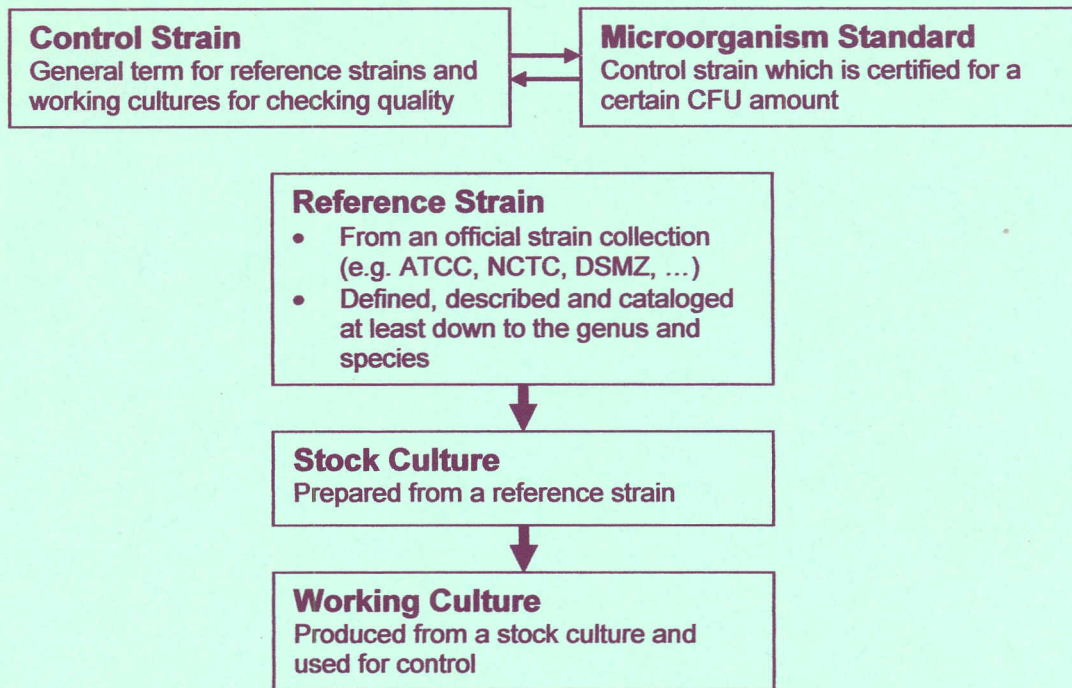 Control Strain
General term for reference strains and
working cultures for checking quality
Microorganism Standard
Control strain which is certified for a
certain CFU amount
Reference Strain
• From an official strain collection
(e.g. ATCC, NCTC, DSMZ, ...)
• Defined, described and cataloged
at least down to the genus and
species
Stock Culture
Prepared from a reference strain
Working Culture
Produced from a stock culture and
used for control